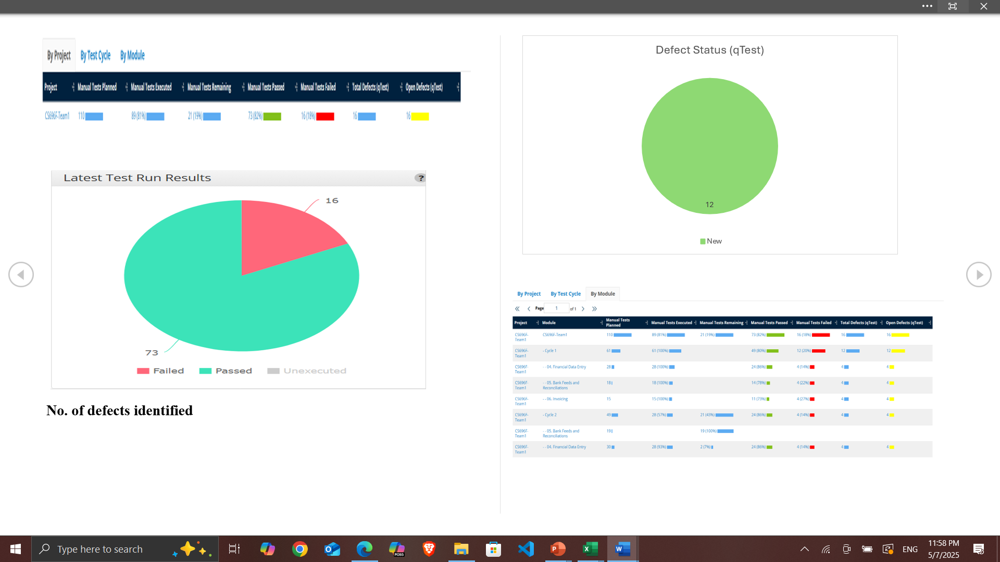 By Project By Test Cycle By Module
Project Manual Tests Planned Manual Tests Executed Manual Tests Remaining Manual Tests Passed Manual Tests Failed Total Defects (qTest) Open Defects (qTest)
CS696F-Team1 110 89 (81%) 21 (19%) 73 (82%) 16 (18%) 16 16
Latest Test Run Results ?
16
73
Failed Passed Unexecuted
No. of defects identified
Defect Status (qTest)
12
New
By Project By Test Cycle By Module
Page 1 of 1
Project Module Manual Tests Planned Manual Tests Executed Manual Tests Remaining Manual Tests Passed Manual Tests Failed Total Defects (qTest) Open Defects (qTest)
CS696F-Team1 CS696F-Team1 110 89 (81%) 21 (19%) 73 (82%) 16 (18%) 16 16
CS696F-Team1 - Cycle 1 61 61 (100%) 49 (80%) 12 (20%) 12 12
CS696F-Team1 - - 04. Financial Data Entry 28 28 (100%) 24 (86%) 4 (14%) 4 4
CS696F-Team1 - - 05. Bank Feeds and Reconciliations 18 18 (100%) 14 (78%) 4 (22%) 4 4
CS696F-Team1 - - 06. Invoicing 15 15 (100%) 11 (73%) 4 (27%) 4 4
CS696F-Team1 - Cycle 2 49 28 (57%) 21 (43%) 24 (86%) 4 (14%) 4 4
CS696F-Team1 - - 05. Bank Feeds and Reconciliations 19 19 (100%)
CS696F-Team1 - - 04. Financial Data Entry 30 28 (93%) 2 (7%) 24 (86%) 4 (14%) 4 4
Type here to search
M365
ENG
11:58 PM
5/7/2025